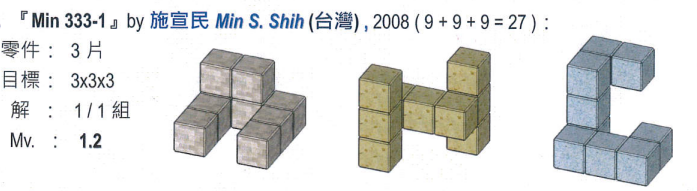 『Min 333-1』by 施宣民 Min S. Shih (台灣) , 2008 ( 9 + 9 + 9 = 27 ) :
零件： 3 片
目標： 3x3x3
解 ： 1 / 1 組
Mv. ： 1.2